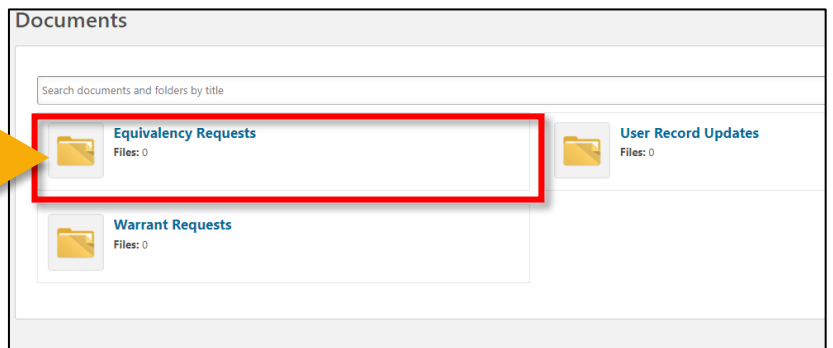 Documents
Search documents and folders by title
Equivalency Requests
Files: 0
User Record Updates
Files: 0
Warrant Requests
Files: 0